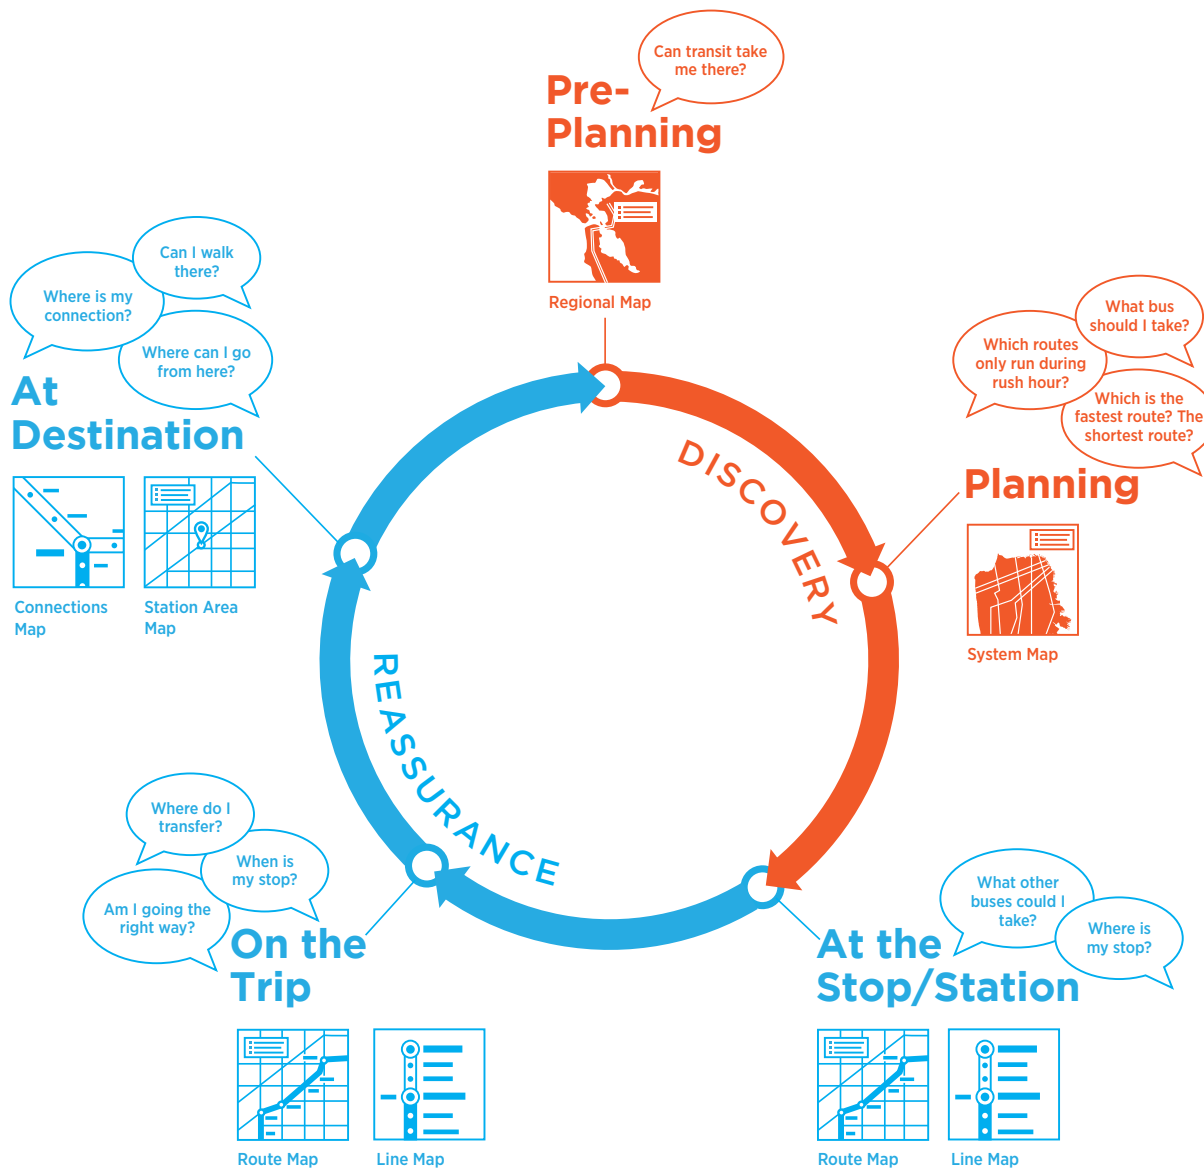 Can transit take
me there?
Pre-
Planning
Regional Map
Can I walk
there?
Where is my
connection?
Where can I go
from here?
At
Destination
Connections
Map
Station Area
Map
What bus
should I take?
Which routes
only run during
rush hour?
Which is the
fastest route? The
shortest route?
Planning
System Map
DISCOVERY
REASSURANCE
Where do I
transfer?
When is
my stop?
Am I going the
right way?
On the
Trip
Route Map
Line Map
What other
buses could I
take?
Where is
my stop?
At the
Stop/Station
Route Map
Line Map